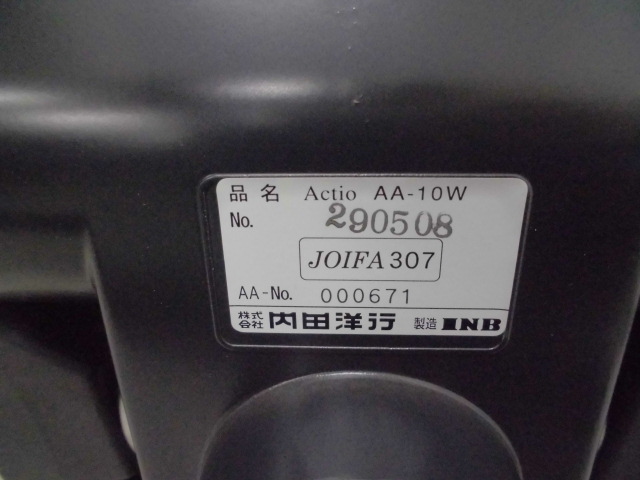 品名 Actio AA-10W
No. 290508
JOIFA 307
AA-No. 000671
株式会社 内田洋行 製造 INB